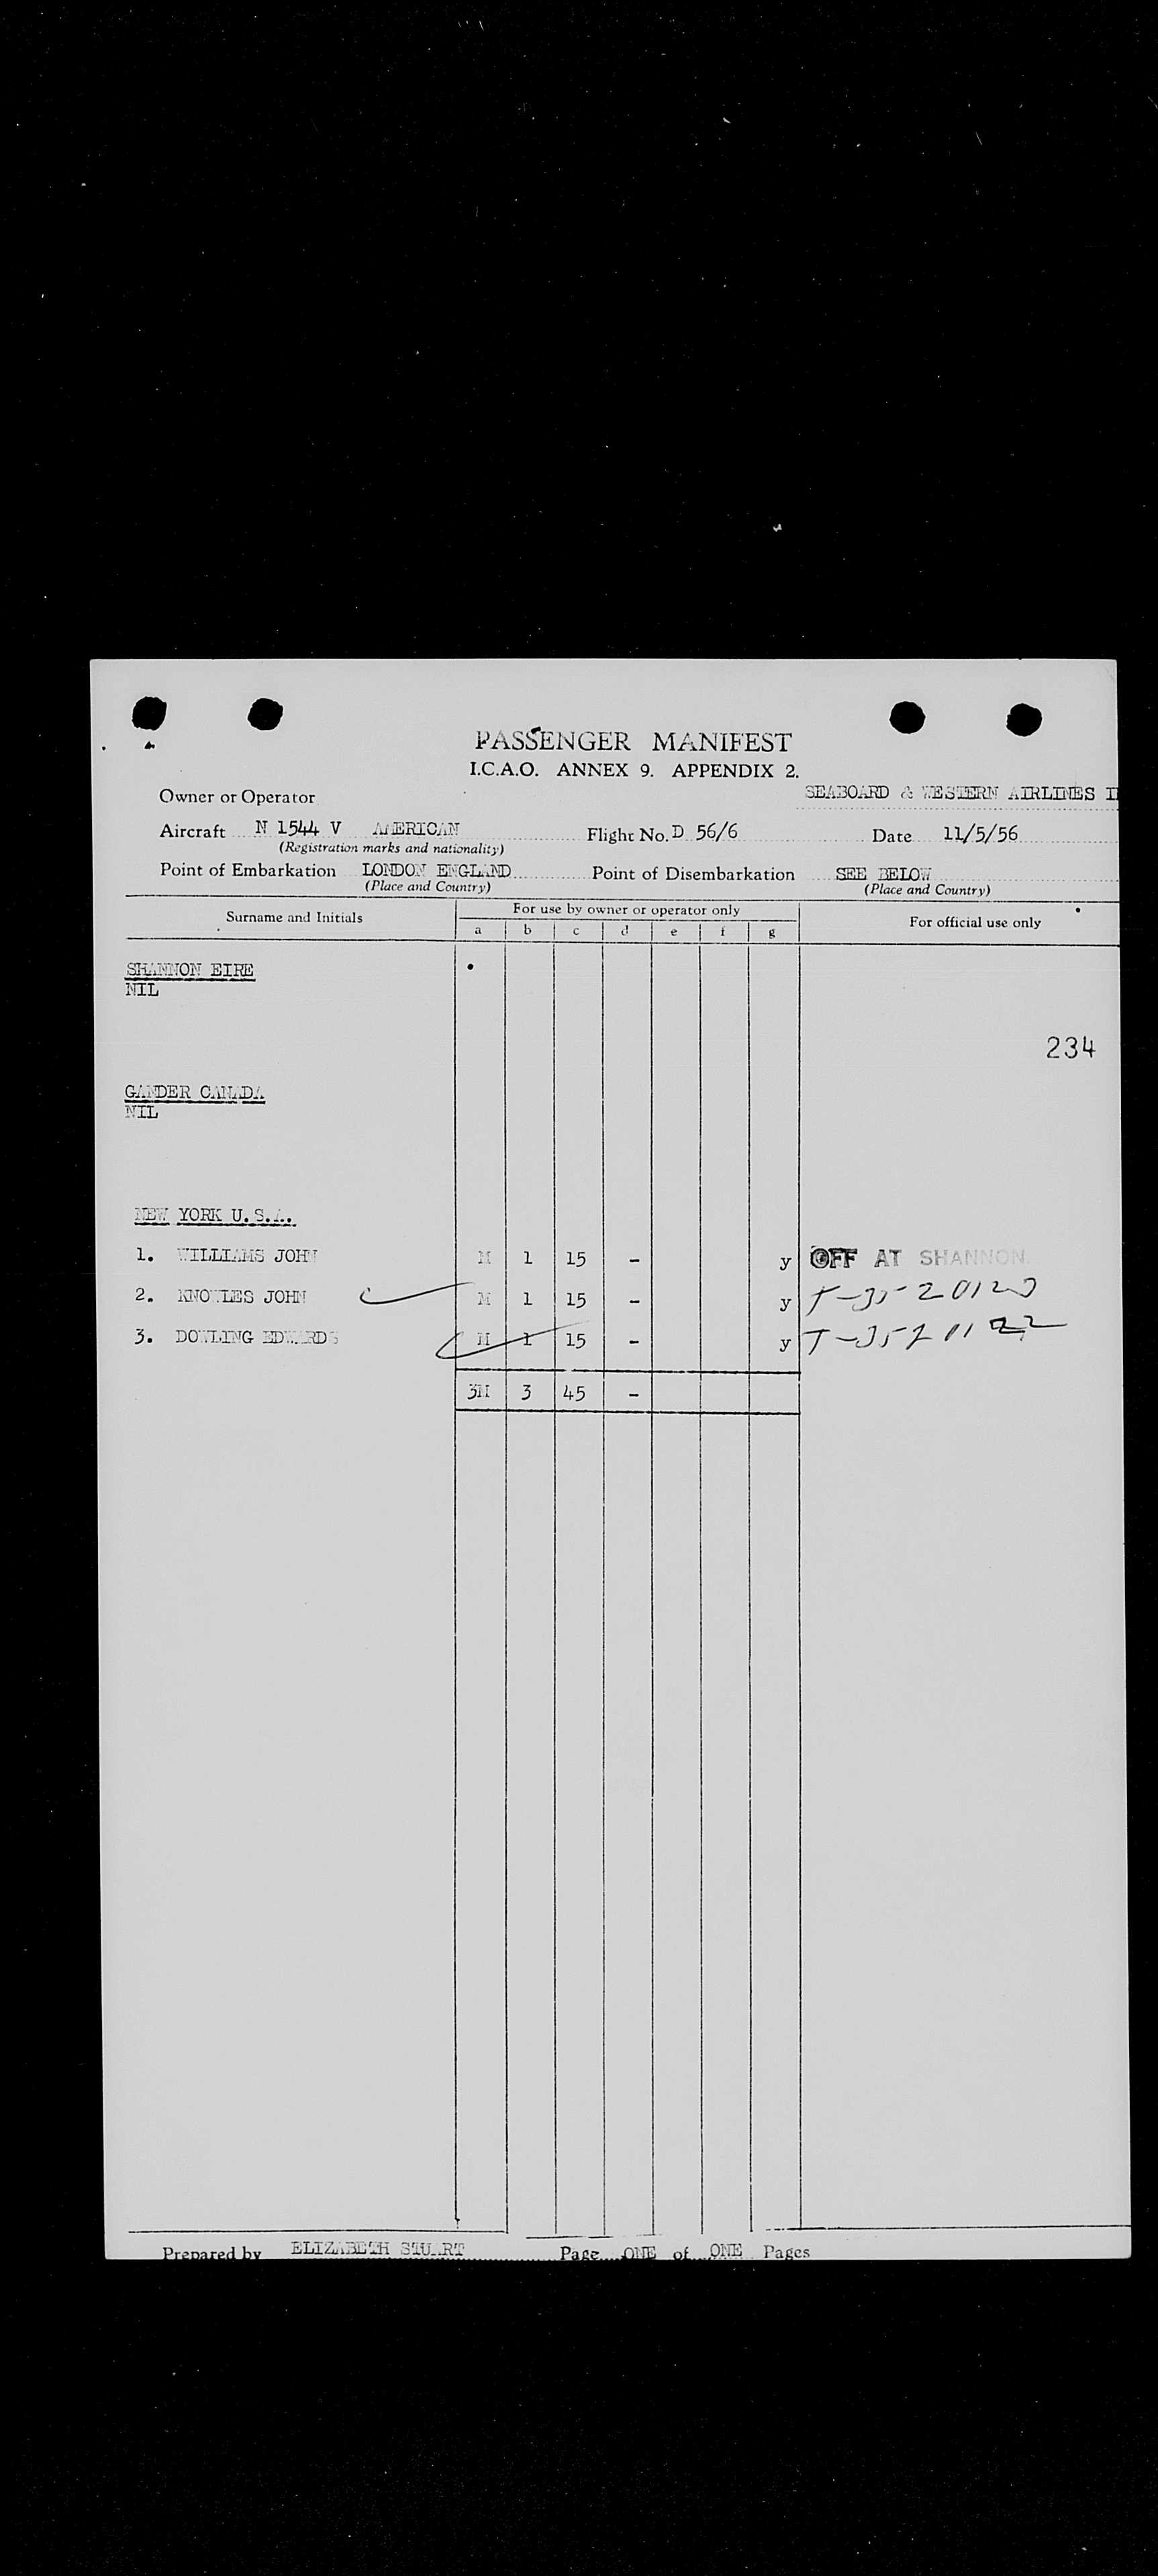 PASSENGER MANIFEST
I.C.A.O. ANNEX 9. APPENDIX 2.
Owner or Operator SEABOARD & WESTERN AIRLINES I
Aircraft N 1544 V AMERICAN Flight No. D 56/6 Date 11/5/56
(Registration marks and nationality)
Point of Embarkation LONDON ENGLAND Point of Disembarkation SEE BELOW
(Place and Country) (Place and Country)
Surname and Initials For use by owner or operator only For official use only
a b c d e f g
SHANNON EIRE
NIL
234
GANDER CANADA
NIL
NEW YORK U.S.A.
1. WILLIAMS JOHN M 1 15 - y OFF AT SHANNON.
2. KNOWLES JOHN M 1 15 - y
3. DOWLING EDWARDS M 1 15 - y
3M 3 45 -
Prepared by ELIZABETH STUART Page ONE of ONE Pages